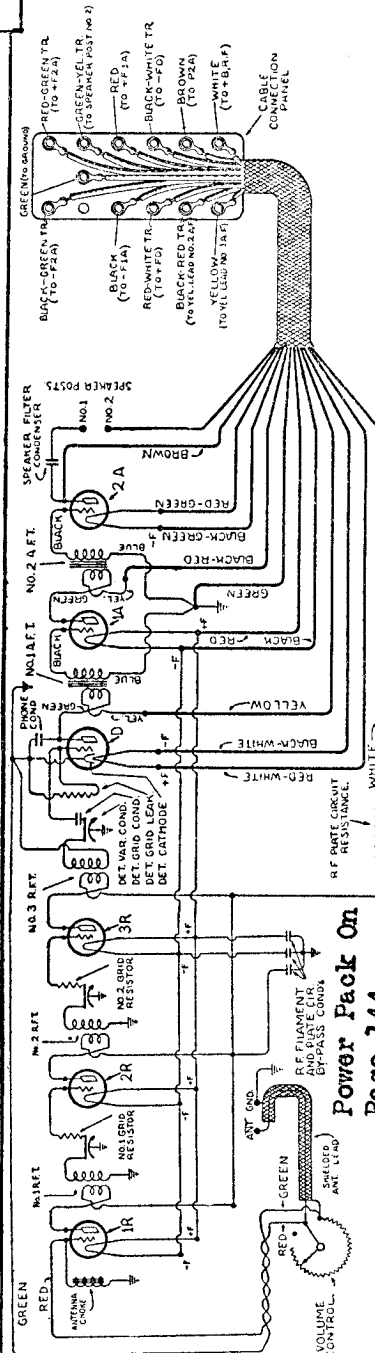 RED-GREEN TR.
(TO +F2A)
GREEN-YEL. TR.
(TO SPEAKER POST NO 2)
RED
(TO +F1A)
BLACK-WHITE TR
(TO -FD)
BROWN
(TO P2A)
WHITE
(TO +B, R.F)
CABLE
CONNECTION
PANEL
GREEN (TO GROUND)
BLACK-GREEN TR.
(TO -F2A)
BLACK
(TO -F1A)
RED-WHITE TR.
(TO +FD)
BLACK-RED TR.
(TO YEL. LEAD NO. 2 A.F)
YELLOW
(TO YEL LEAD NO. 1 A.F)
SPEAKER FILTER
CONDENSER
SPEAKER POSTS
NO.1
NO.2
BROWN
2A
BLACK
RED-GREEN
BLACK-GREEN
-F
NO. 2 A.F.T.
BLUE
BLACK-RED
YEL.
GREEN
GREEN
1A
BLACK
+F
RED
BLACK
-F
NO.1 A.F.T.
BLUE
GREEN
YEL
YELLOW
PHONE
COND
D
-F
+F
BLACK-WHITE
RED-WHITE
WHITE
DET. VAR. COND.
DET. GRID COND.
DET. GRID LEAK
DET. CATHODE
R F PLATE CIRCUIT
RESISTANCE.
NO. 3 R.F.T.
3R
+F
-F
NO. 2 GRID
RESISTOR
No. 2 R.F.T.
R F FILAMENT
AND PLATE CIR.
BY-PASS CONDS
2R
+F
-F
NO.1 GRID
RESISTOR
No. 1 R.F.T.
1R
+F
-F
ANTENNA
CHOKE
GREEN
RED
Power Pack On
Page 144
ANT.
GND.
SHIELDED
ANT. LEAD
GREEN
RED
VOLUME
CONTROL